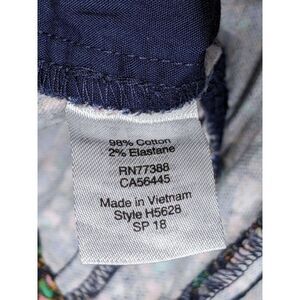 98% Cotton
2% Elastane
RN77388
CA56445
Made in Vietnam
Style H5628
SP 18